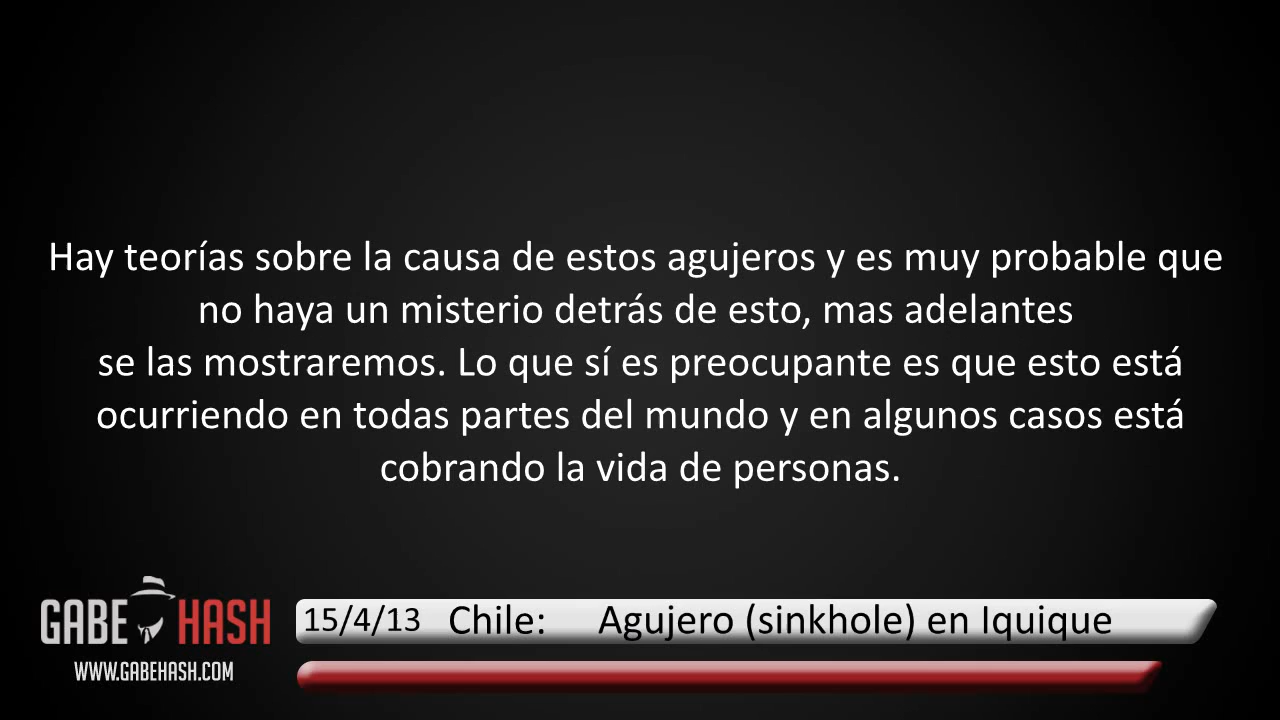 Hay teorías sobre la causa de estos agujeros y es muy probable que
no haya un misterio detrás de esto, mas adelantes
se las mostraremos. Lo que sí es preocupante es que esto está
ocurriendo en todas partes del mundo y en algunos casos está
cobrando la vida de personas.
GABE HASH
WWW.GABEHASH.COM
15/4/13 Chile: Agujero (sinkhole) en Iquique